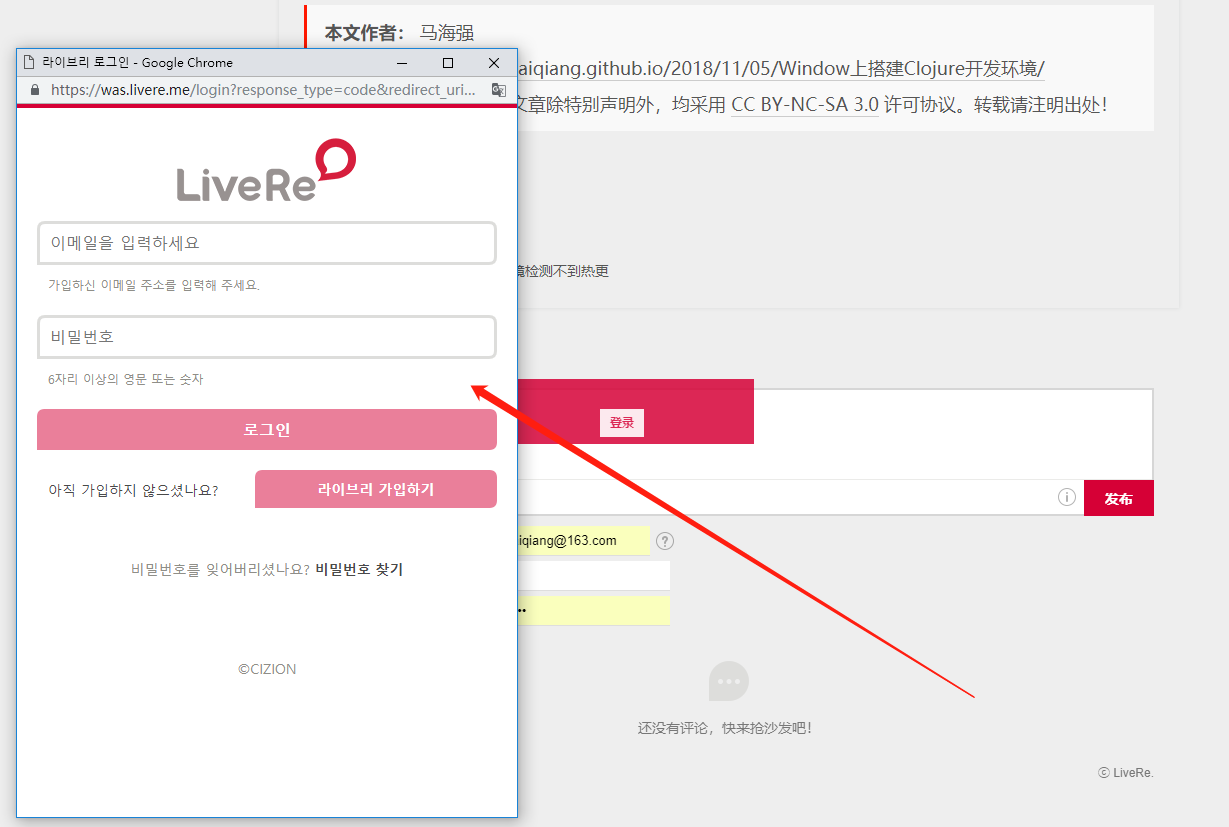 本文作者： 马海强
라이브리 로그인 - Google Chrome
aiqiang.github.io/2018/11/05/Window上搭建Clojure开发环境/
https://was.livere.me/login?response_type=code&redirect_uri...
文章除特别声明外，均采用 CC BY-NC-SA 3.0 许可协议。转载请注明出处！
LiveRe
이메일을 입력하세요
가입하신 이메일 주소를 입력해 주세요.
境检测不到热更
비밀번호
6자리 이상의 영문 또는 숫자
로그인
登录
아직 가입하지 않으셨나요?
라이브리 가입하기
发布
iqiang@163.com
비밀번호를 잊어버리셨나요? 비밀번호 찾기
©CIZION
还没有评论，快来抢沙发吧！
ⓒ LiveRe.